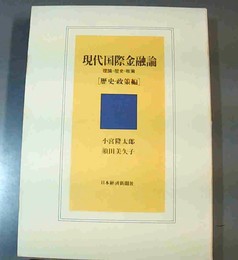 現代国際金融論
理論・歴史・政策
［歴史・政策編］
小宮隆太郎
須田美矢子
日本経済新聞社